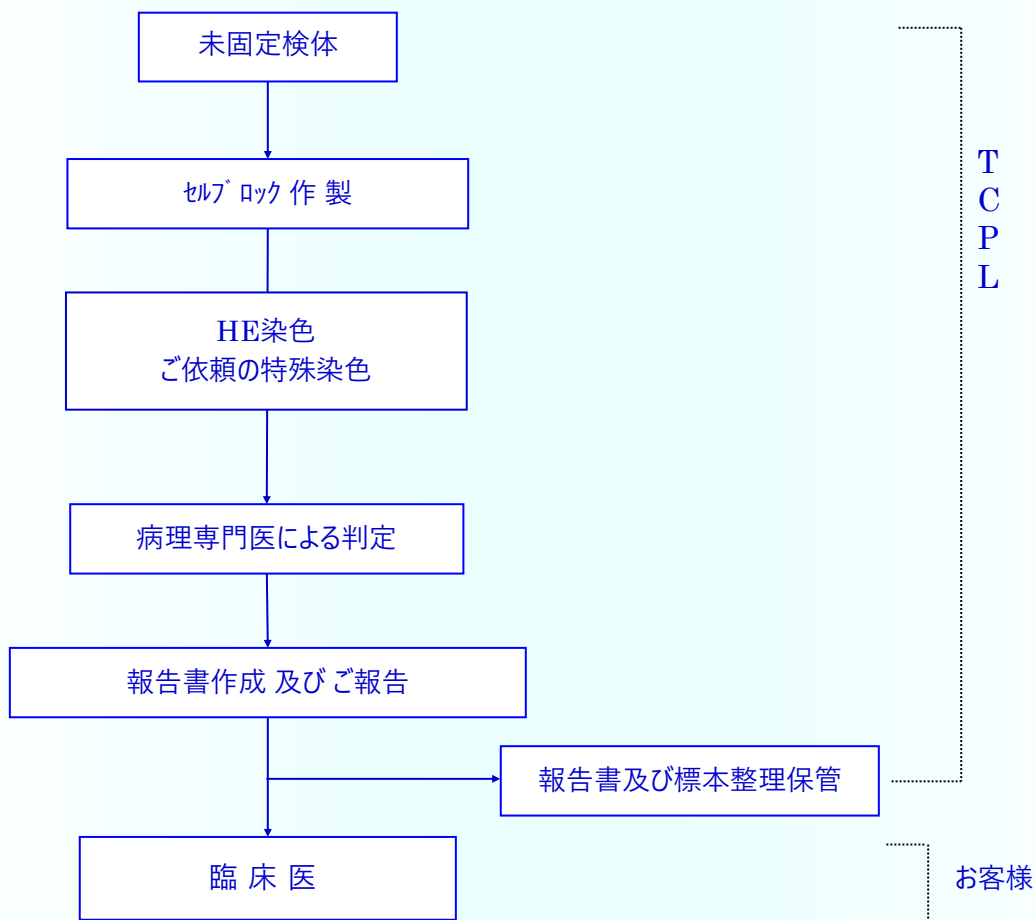 未固定検体
ｾﾙﾌﾞﾛｯｸ 作 製
HE染色
ご依頼の特殊染色
病理専門医による判定
報告書作成 及び ご報告
報告書及び標本整理保管
臨 床 医
T
C
P
L
お客様